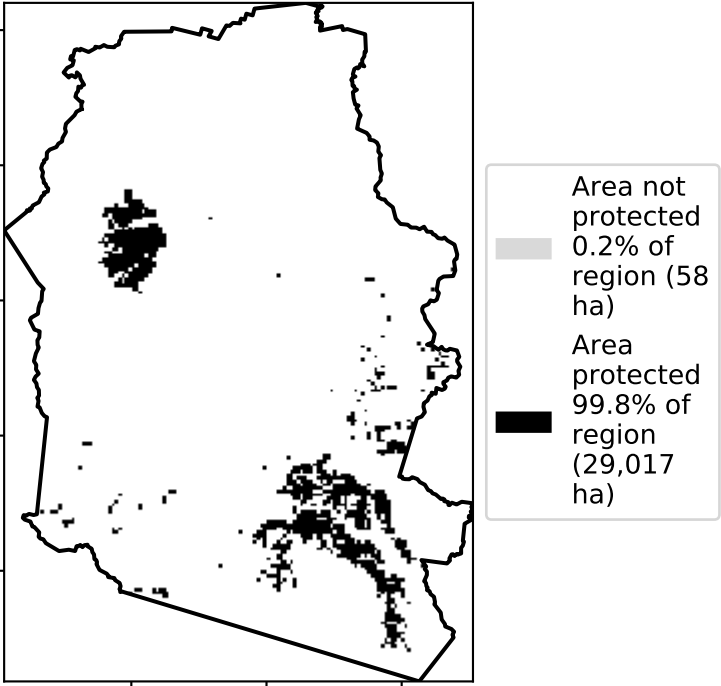 Area not
protected
0.2% of
region (58
ha)
Area
protected
99.8% of
region
(29,017
ha)